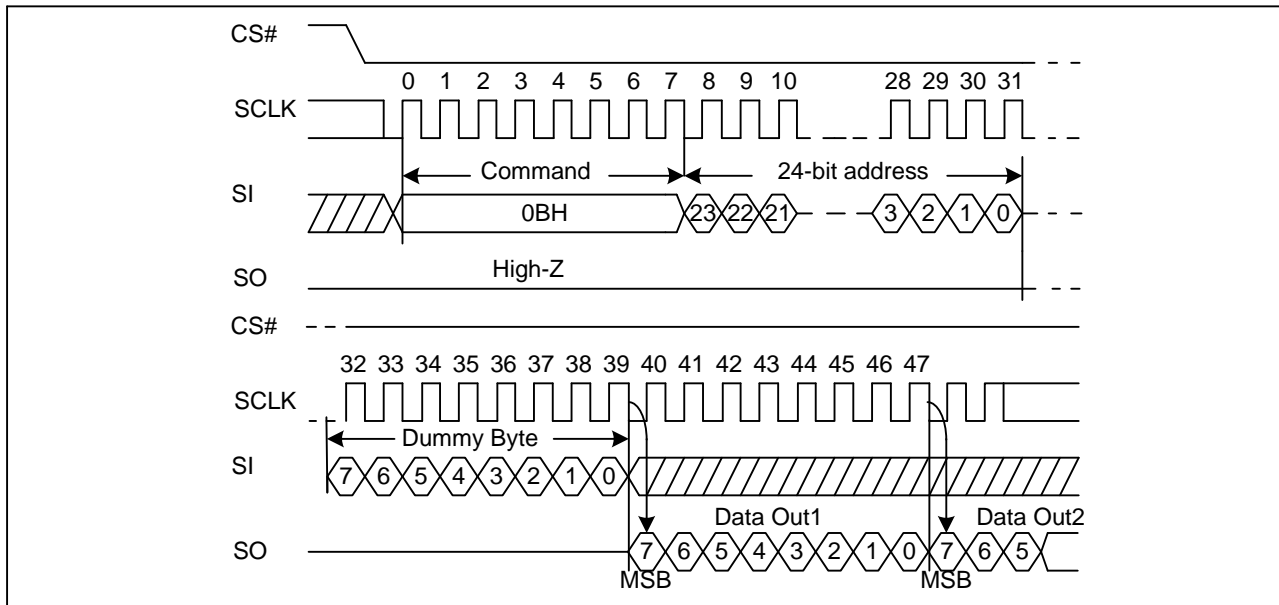 CS#
0 1 2 3 4 5 6 7 8 9 10 28 29 30 31
SCLK
Command 24-bit address
SI
0BH 23 22 21 3 2 1 0
High-Z
SO
CS#
32 33 34 35 36 37 38 39 40 41 42 43 44 45 46 47
SCLK
Dummy Byte
SI
7 6 5 4 3 2 1 0
Data Out1 Data Out2
SO
7 6 5 4 3 2 1 0 7 6 5
MSB MSB